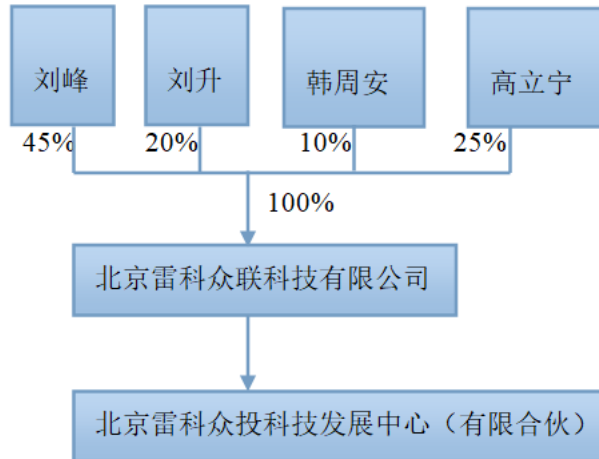 刘峰
刘升
韩周安
高立宁
45%
20%
10%
25%
100%
北京雷科众联科技有限公司
北京雷科众投科技发展中心（有限合伙）